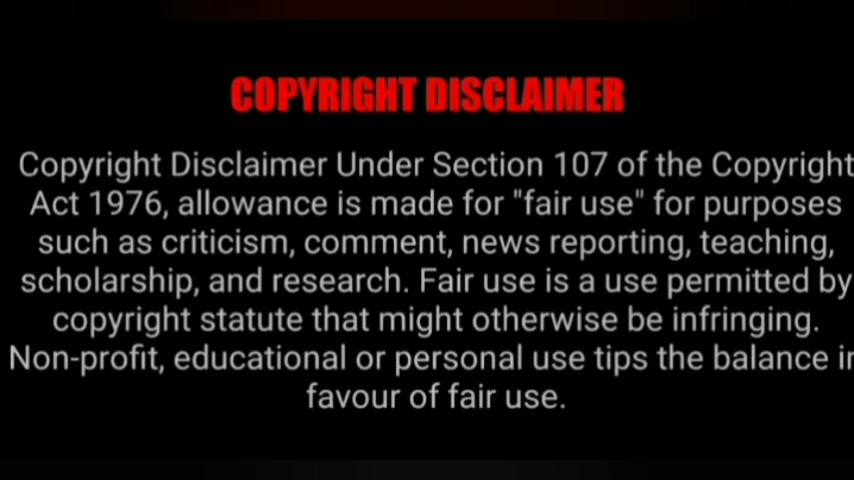 COPYRIGHT DISCLAIMER
Copyright Disclaimer Under Section 107 of the Copyright
Act 1976, allowance is made for "fair use" for purposes
such as criticism, comment, news reporting, teaching,
scholarship, and research. Fair use is a use permitted by
copyright statute that might otherwise be infringing.
Non-profit, educational or personal use tips the balance in
favour of fair use.